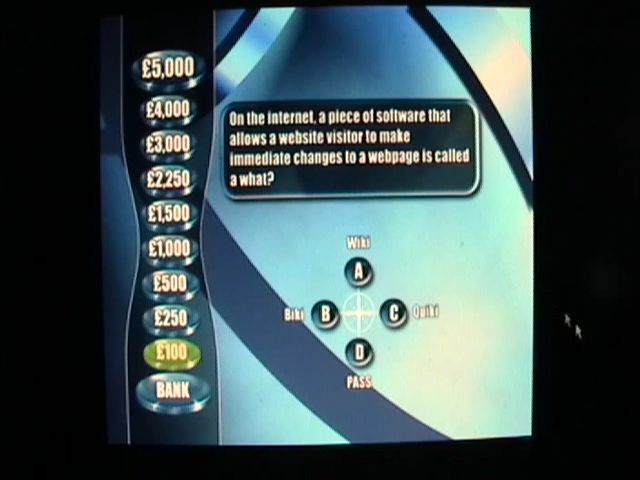 £5,000
£4,000
£3,000
£2,250
£1,500
£1,000
£500
£250
£100
BANK
On the internet, a piece of software that
allows a website visitor to make
immediate changes to a webpage is called
a what?
Wiki
A
Biki B C Quiki
D
PASS